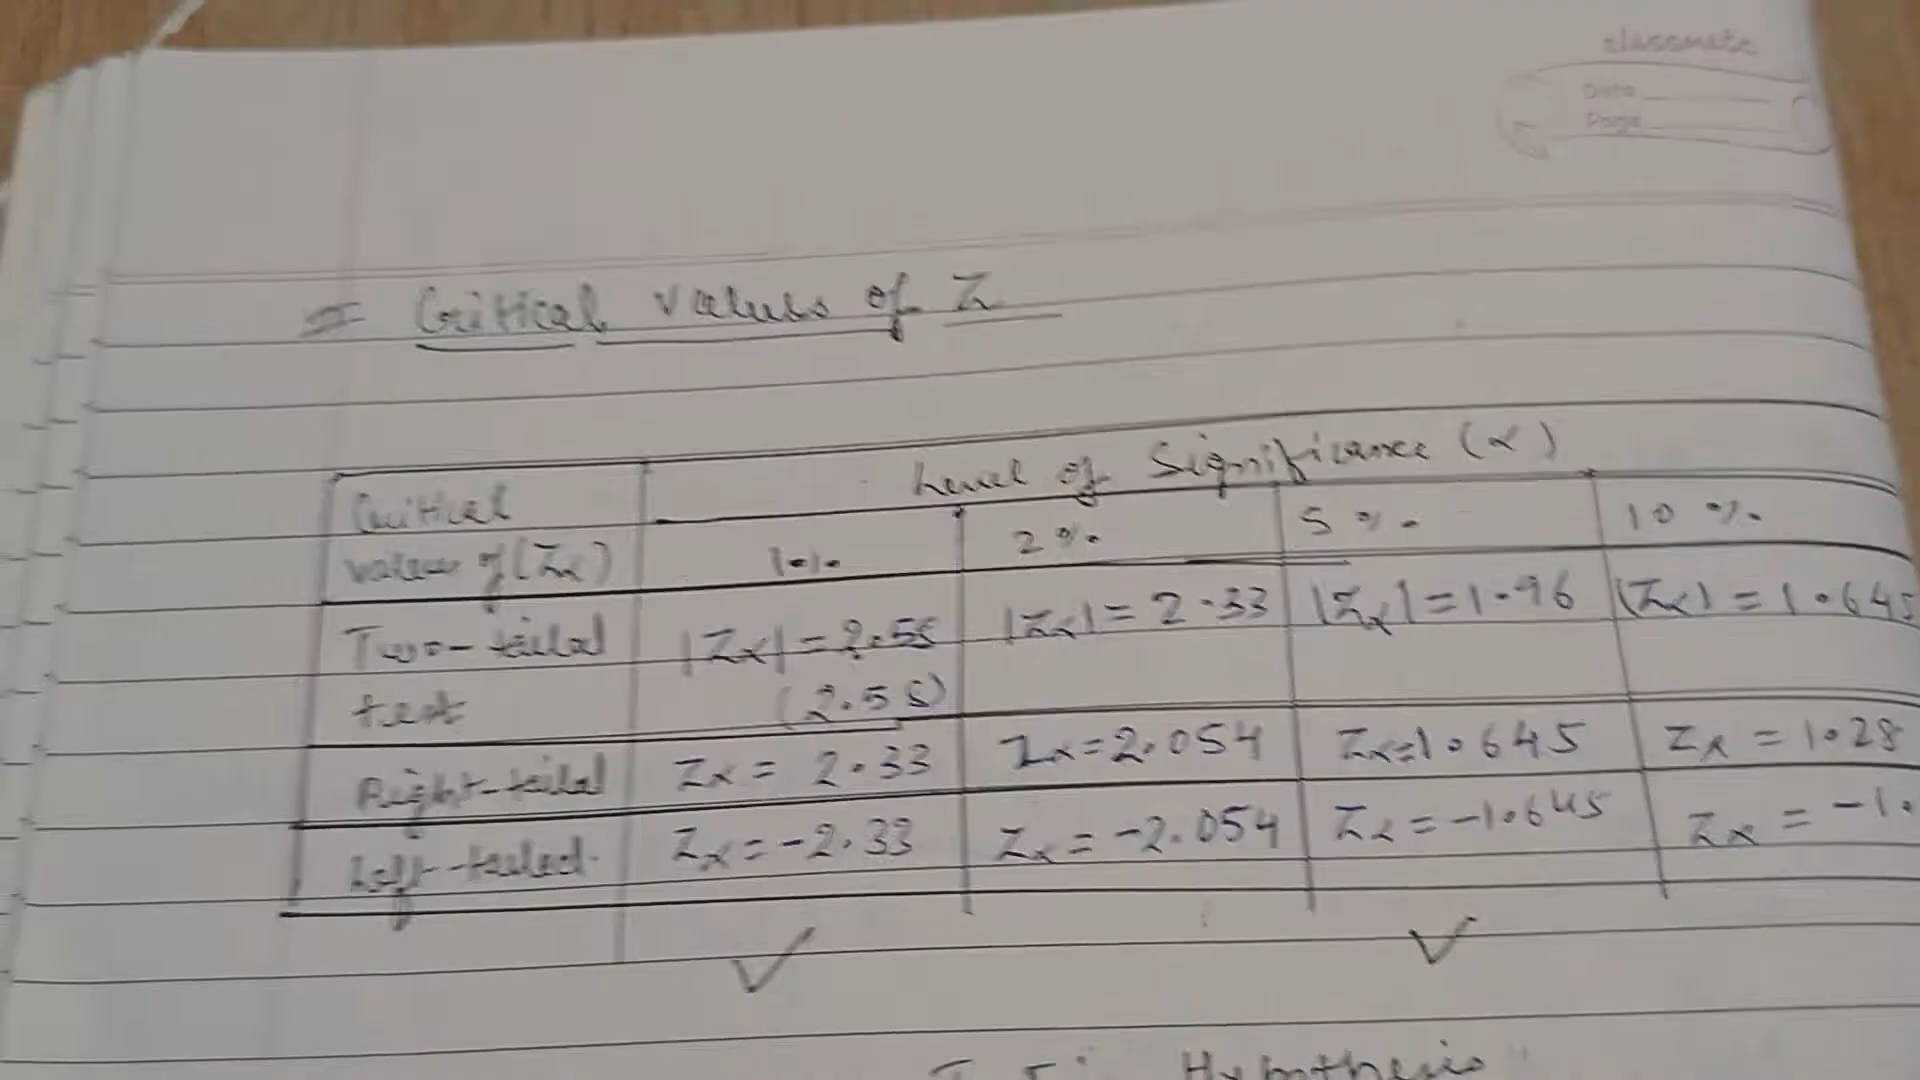 classmate
Date
Page
= Critical values of Z
Critical values of (Zα)
Level of Significance (α)
1% 2% 5% 10%
Two-tailed test |Zα| = 2.58 (2.58) |Zα| = 2.33 |Zα| = 1.96 |Zα| = 1.645
Right-tailed Zα = 2.33 Zα = 2.054 Zα = 1.645 Zα = 1.28
Left-tailed Zα = -2.33 Zα = -2.054 Zα = -1.645 Zα = -1.
Hypothesis"